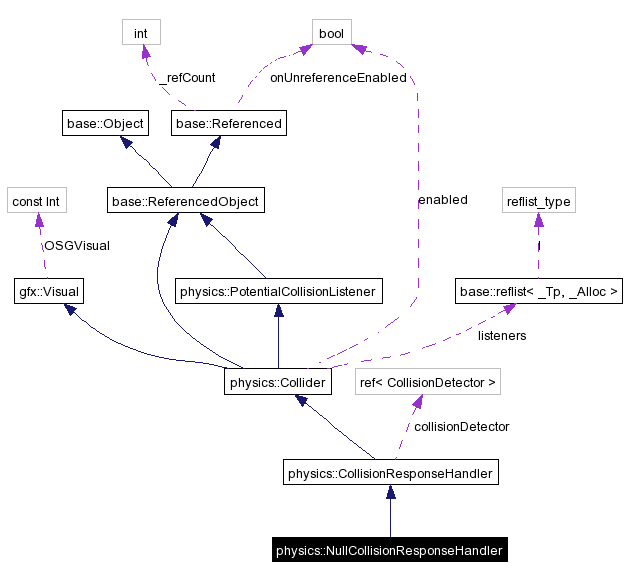 int
bool
_refCount
onUnreferenceEnabled
base::Object
base::Referenced
const Int
base::ReferencedObject
enabled
reflist_type
OSGVisual
l
gfx::Visual
physics::PotentialCollisionListener
base::reflist< _Tp, _Alloc >
listeners
physics::Collider
ref< CollisionDetector >
collisionDetector
physics::CollisionResponseHandler
physics::NullCollisionResponseHandler